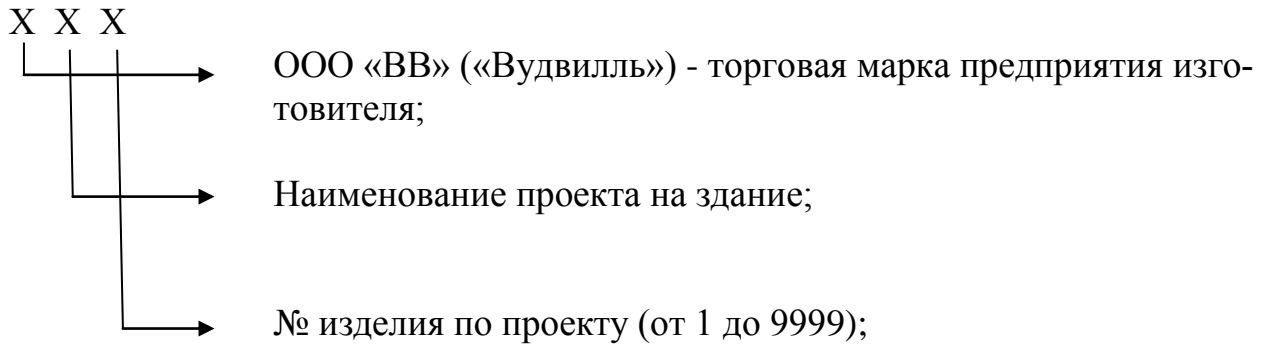 X X X
ООО «ВВ» («Вудвилль») - торговая марка предприятия изго-
товителя;
Наименование проекта на здание;
№ изделия по проекту (от 1 до 9999);